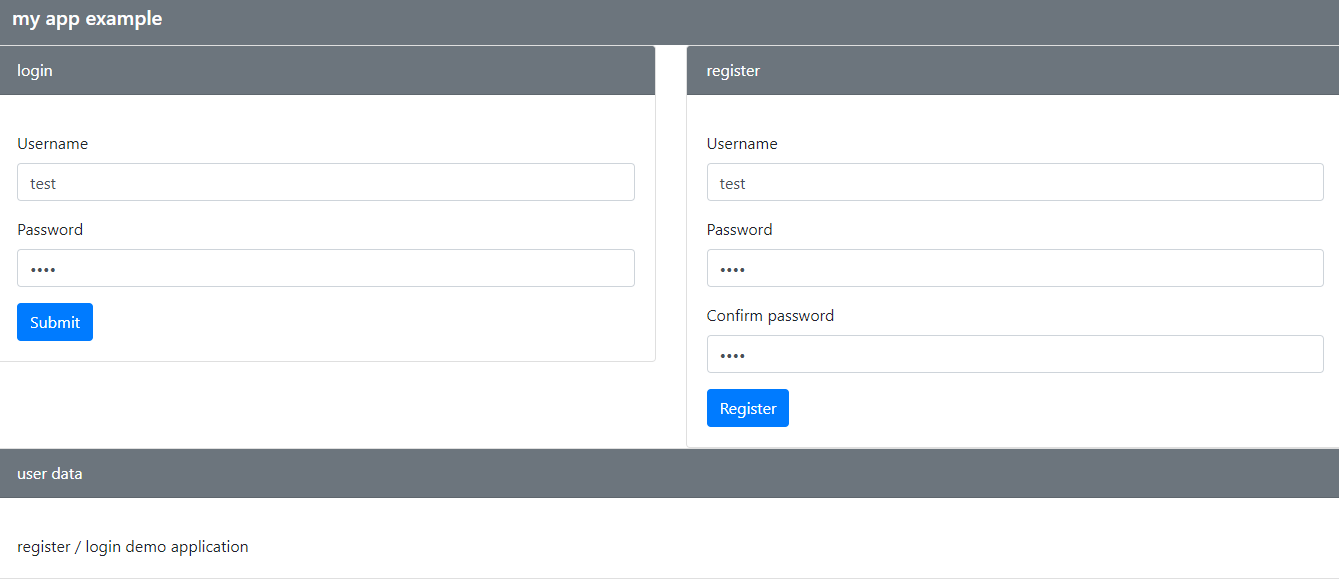 my app example
login
Username
test
Password
••••
Submit
register
Username
test
Password
••••
Confirm password
••••
Register
user data
register / login demo application